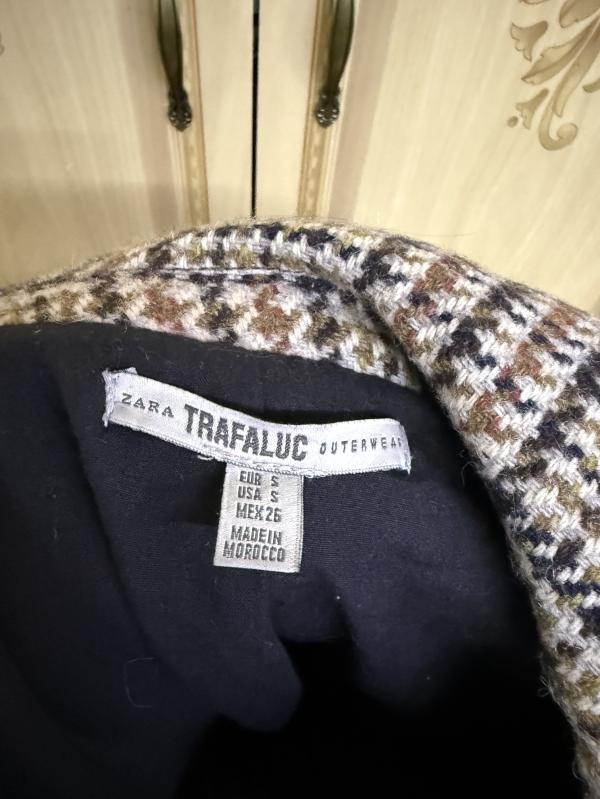 ZARA TRAFALUC OUTERWEAR
EUR S
USA S
MEX 26
MADE IN
MOROCCO